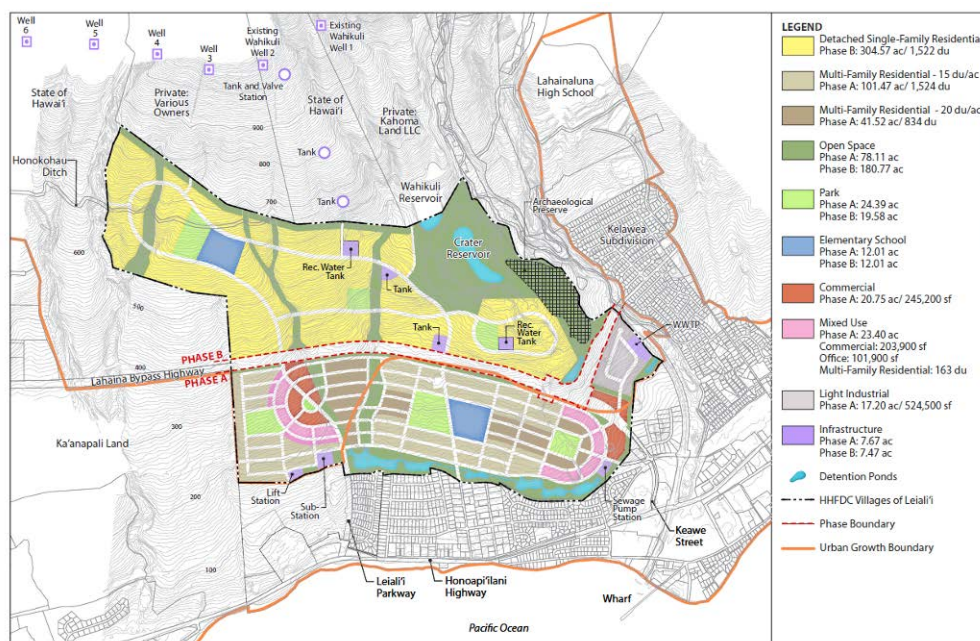 Well
6
Well
5
Well
4
Well
3
Existing
Wahikuli
Well 2
Existing
Wahikuli
Well 1
Tank and Valve
Station
State of
Hawai'i
Private:
Various
Owners
State of
Hawai'i
Private:
Kahoma
Land LLC
Lahainaluna
High School
Honokohau
Ditch
900
800
700
600
500
400
300
200
100
Tank
Tank
Wahikuli
Reservoir
Archaeological
Preserve
Crater
Reservoir
Kelawea
Subdivision
Rec. Water
Tank
Tank
Tank
Rec.
Water
Tank
WWTP
PHASE B
Lahaina Bypass Highway
PHASE A
Ka'anapali Land
Lift
Station
Sub-
Station
Sewage
Pump
Station
Keawe
Street
Leiali'i
Parkway
Honoapi'ilani
Highway
Wharf
Pacific Ocean
LEGEND
Detached Single-Family Residential
Phase B: 304.57 ac/ 1,522 du
Multi-Family Residential - 15 du/ac
Phase A: 101.47 ac/ 1,524 du
Multi-Family Residential - 20 du/ac
Phase A: 41.52 ac/ 834 du
Open Space
Phase A: 78.11 ac
Phase B: 180.77 ac
Park
Phase A: 24.39 ac
Phase B: 19.58 ac
Elementary School
Phase A: 12.01 ac
Phase B: 12.01 ac
Commercial
Phase A: 20.75 ac/ 245,200 sf
Mixed Use
Phase A: 23.40 ac
Commercial: 203,900 sf
Office: 101,900 sf
Multi-Family Residential: 163 du
Light Industrial
Phase A: 17.20 ac/ 524,500 sf
Infrastructure
Phase A: 7.67 ac
Phase B: 7.47 ac
Detention Ponds
HHFDC Villages of Leiali'i
Phase Boundary
Urban Growth Boundary